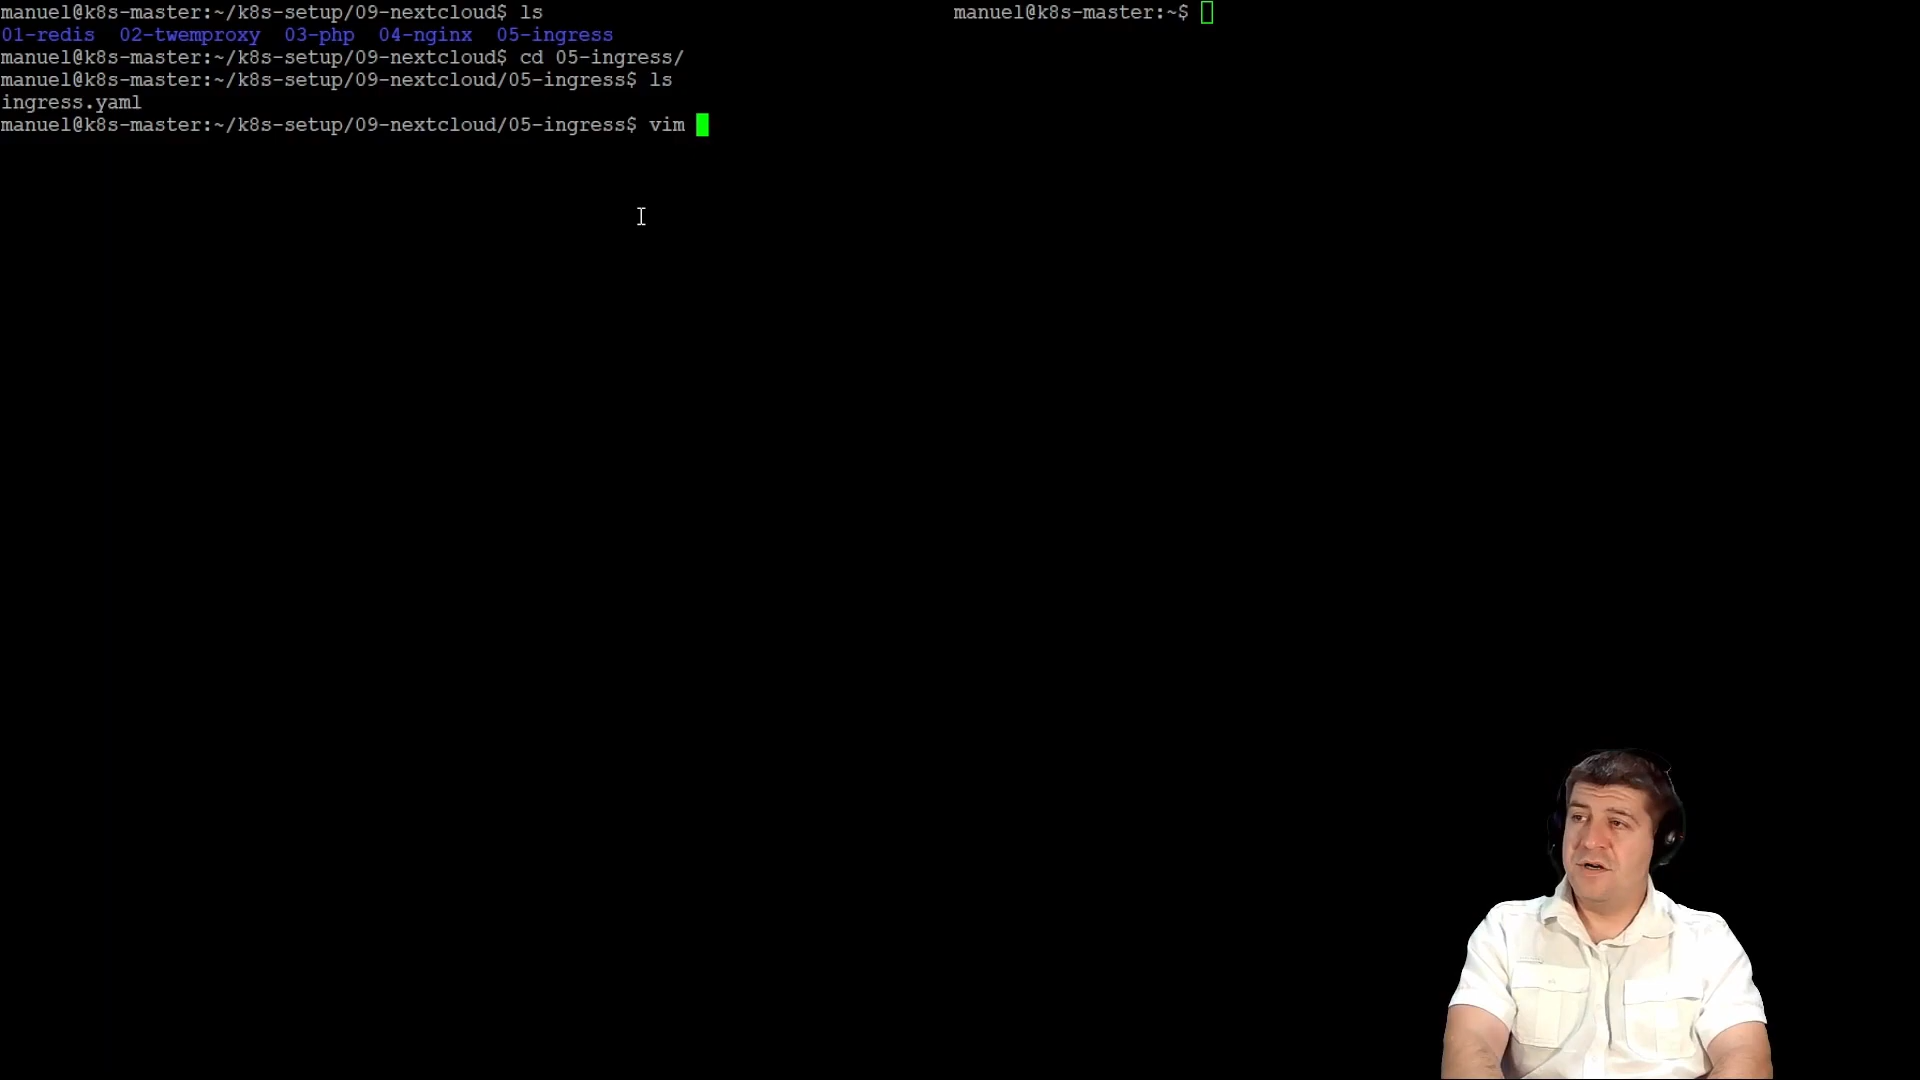 manuel@k8s-master:~/k8s-setup/09-nextcloud$ ls
01-redis  02-twemproxy  03-php  04-nginx  05-ingress
manuel@k8s-master:~/k8s-setup/09-nextcloud$ cd 05-ingress/
manuel@k8s-master:~/k8s-setup/09-nextcloud/05-ingress$ ls
ingress.yaml
manuel@k8s-master:~/k8s-setup/09-nextcloud/05-ingress$ vim
manuel@k8s-master:~$